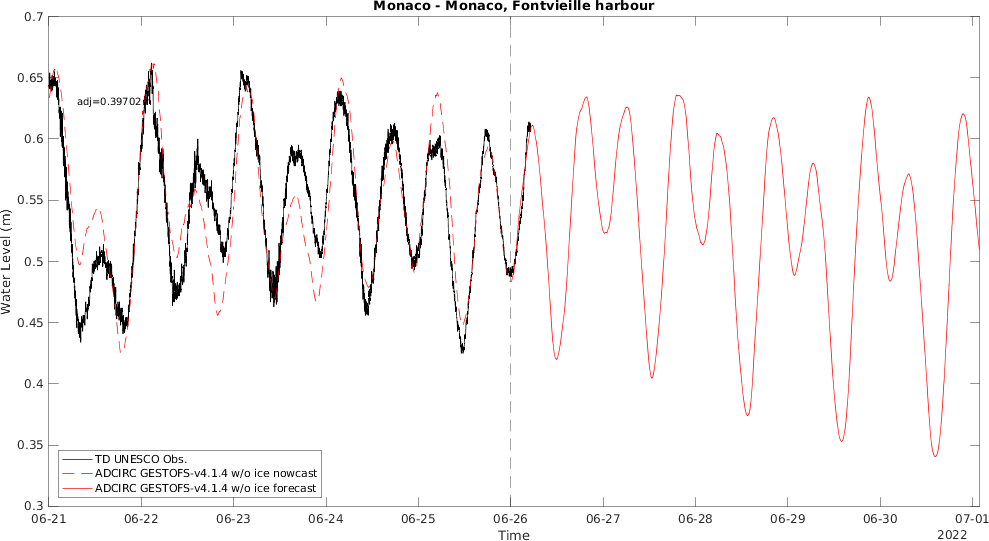 Monaco - Monaco, Fontvieille harbour
0.7
0.65
adj=0.39702
0.6
0.55
0.5
0.45
0.4
0.35
0.3
Water Level (m)
TD UNESCO Obs.
ADCIRC GESTOFS-v4.1.4 w/o ice nowcast
ADCIRC GESTOFS-v4.1.4 w/o ice forecast
06-21 06-22 06-23 06-24 06-25 06-26 06-27 06-28 06-29 06-30 07-01
Time
2022